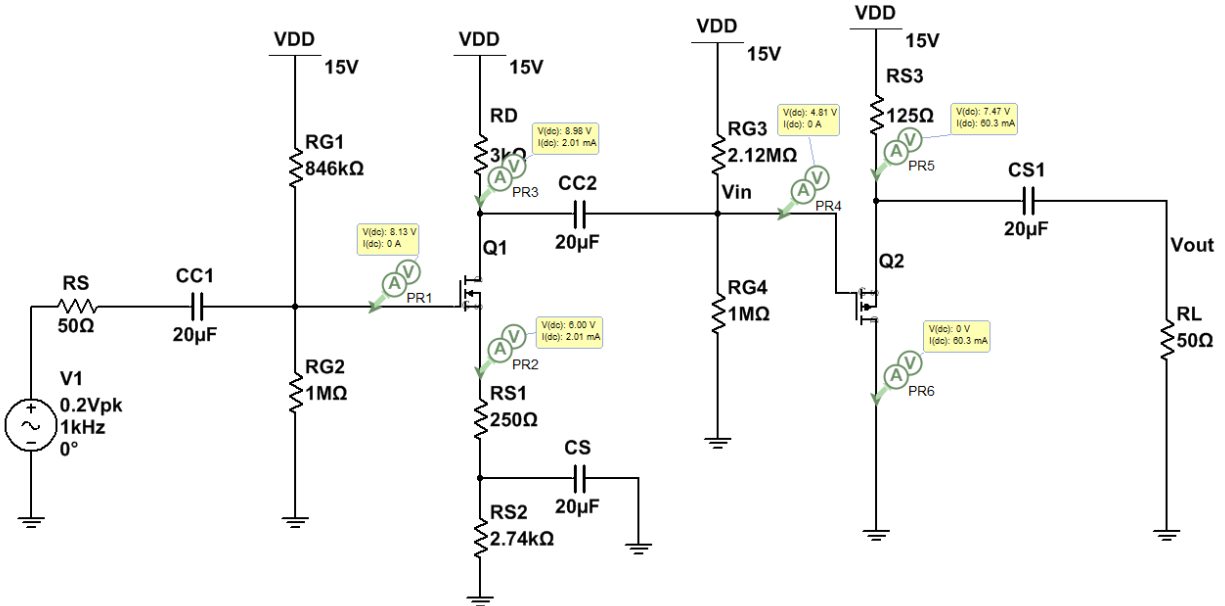 VDD
15V
RG1
846kΩ
RG2
1MΩ
RS
50Ω
CC1
20µF
V1
0.2Vpk
1kHz
0°
V(dc): 8.13 V
I(dc): 0 A
A
V
PR1
VDD
15V
RD
3kΩ
V(dc): 8.98 V
I(dc): 2.01 mA
A
V
PR3
Q1
V(dc): 6.00 V
I(dc): 2.01 mA
A
V
PR2
RS1
250Ω
RS2
2.74kΩ
CS
20µF
CC2
20µF
VDD
15V
RG3
2.12MΩ
Vin
RG4
1MΩ
V(dc): 4.81 V
I(dc): 0 A
A
V
PR4
VDD
15V
RS3
125Ω
V(dc): 7.47 V
I(dc): 60.3 mA
A
V
PR5
Q2
V(dc): 0 V
I(dc): 60.3 mA
A
V
PR6
CS1
20µF
Vout
RL
50Ω